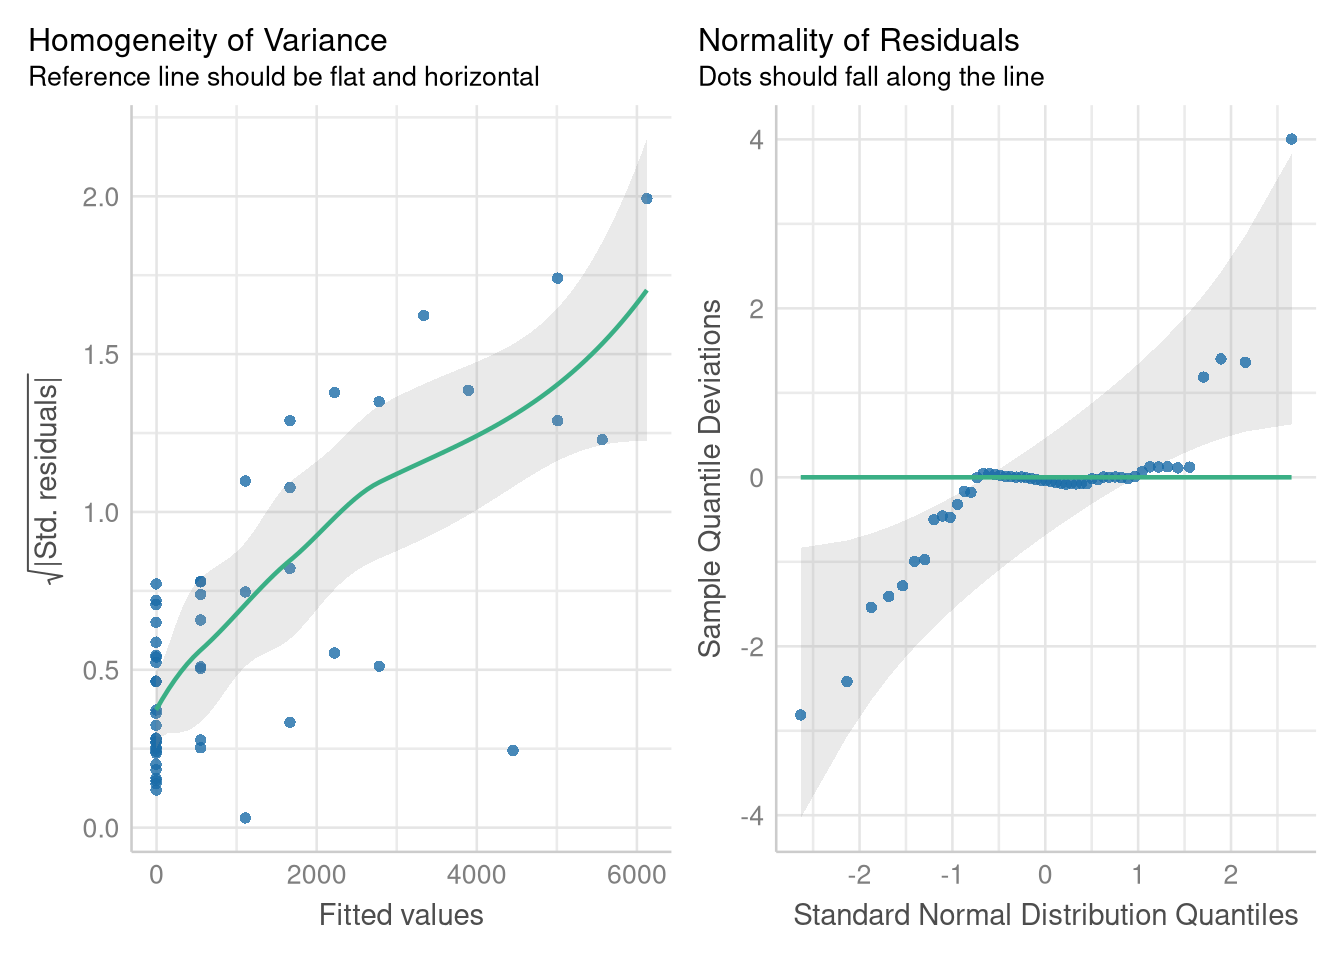 Homogeneity of Variance
Reference line should be flat and horizontal
2.0
1.5
1.0
0.5
0.0
√|Std. residuals|
0 2000 4000 6000
Fitted values
Normality of Residuals
Dots should fall along the line
4
2
0
-2
-4
Sample Quantile Deviations
-2 -1 0 1 2
Standard Normal Distribution Quantiles